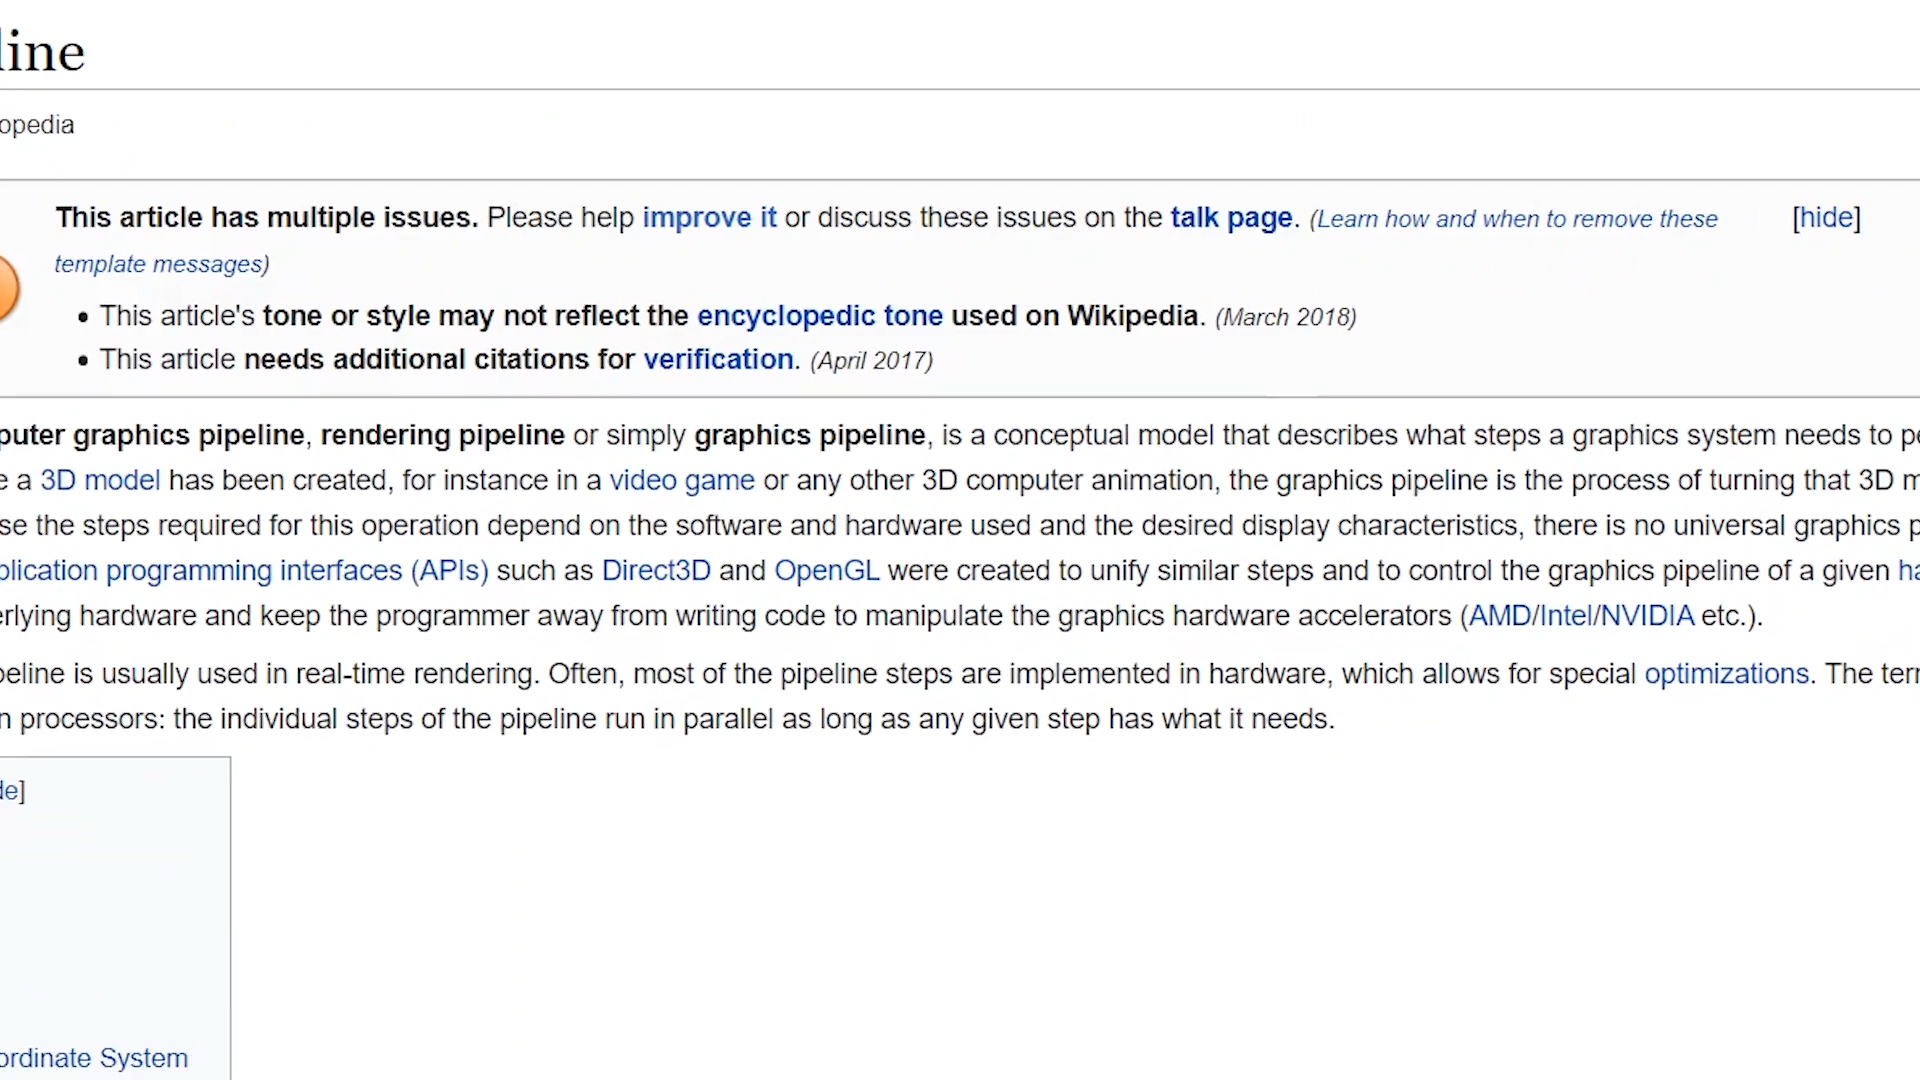 line
opedia
This article has multiple issues. Please help improve it or discuss these issues on the talk page. (Learn how and when to remove these [hide]
template messages)
• This article's tone or style may not reflect the encyclopedic tone used on Wikipedia. (March 2018)
• This article needs additional citations for verification. (April 2017)
puter graphics pipeline, rendering pipeline or simply graphics pipeline, is a conceptual model that describes what steps a graphics system needs to pe
e a 3D model has been created, for instance in a video game or any other 3D computer animation, the graphics pipeline is the process of turning that 3D m
se the steps required for this operation depend on the software and hardware used and the desired display characteristics, there is no universal graphics p
plication programming interfaces (APIs) such as Direct3D and OpenGL were created to unify similar steps and to control the graphics pipeline of a given ha
erlying hardware and keep the programmer away from writing code to manipulate the graphics hardware accelerators (AMD/Intel/NVIDIA etc.).
peline is usually used in real-time rendering. Often, most of the pipeline steps are implemented in hardware, which allows for special optimizations. The ter
n processors: the individual steps of the pipeline run in parallel as long as any given step has what it needs.
de]
ordinate System